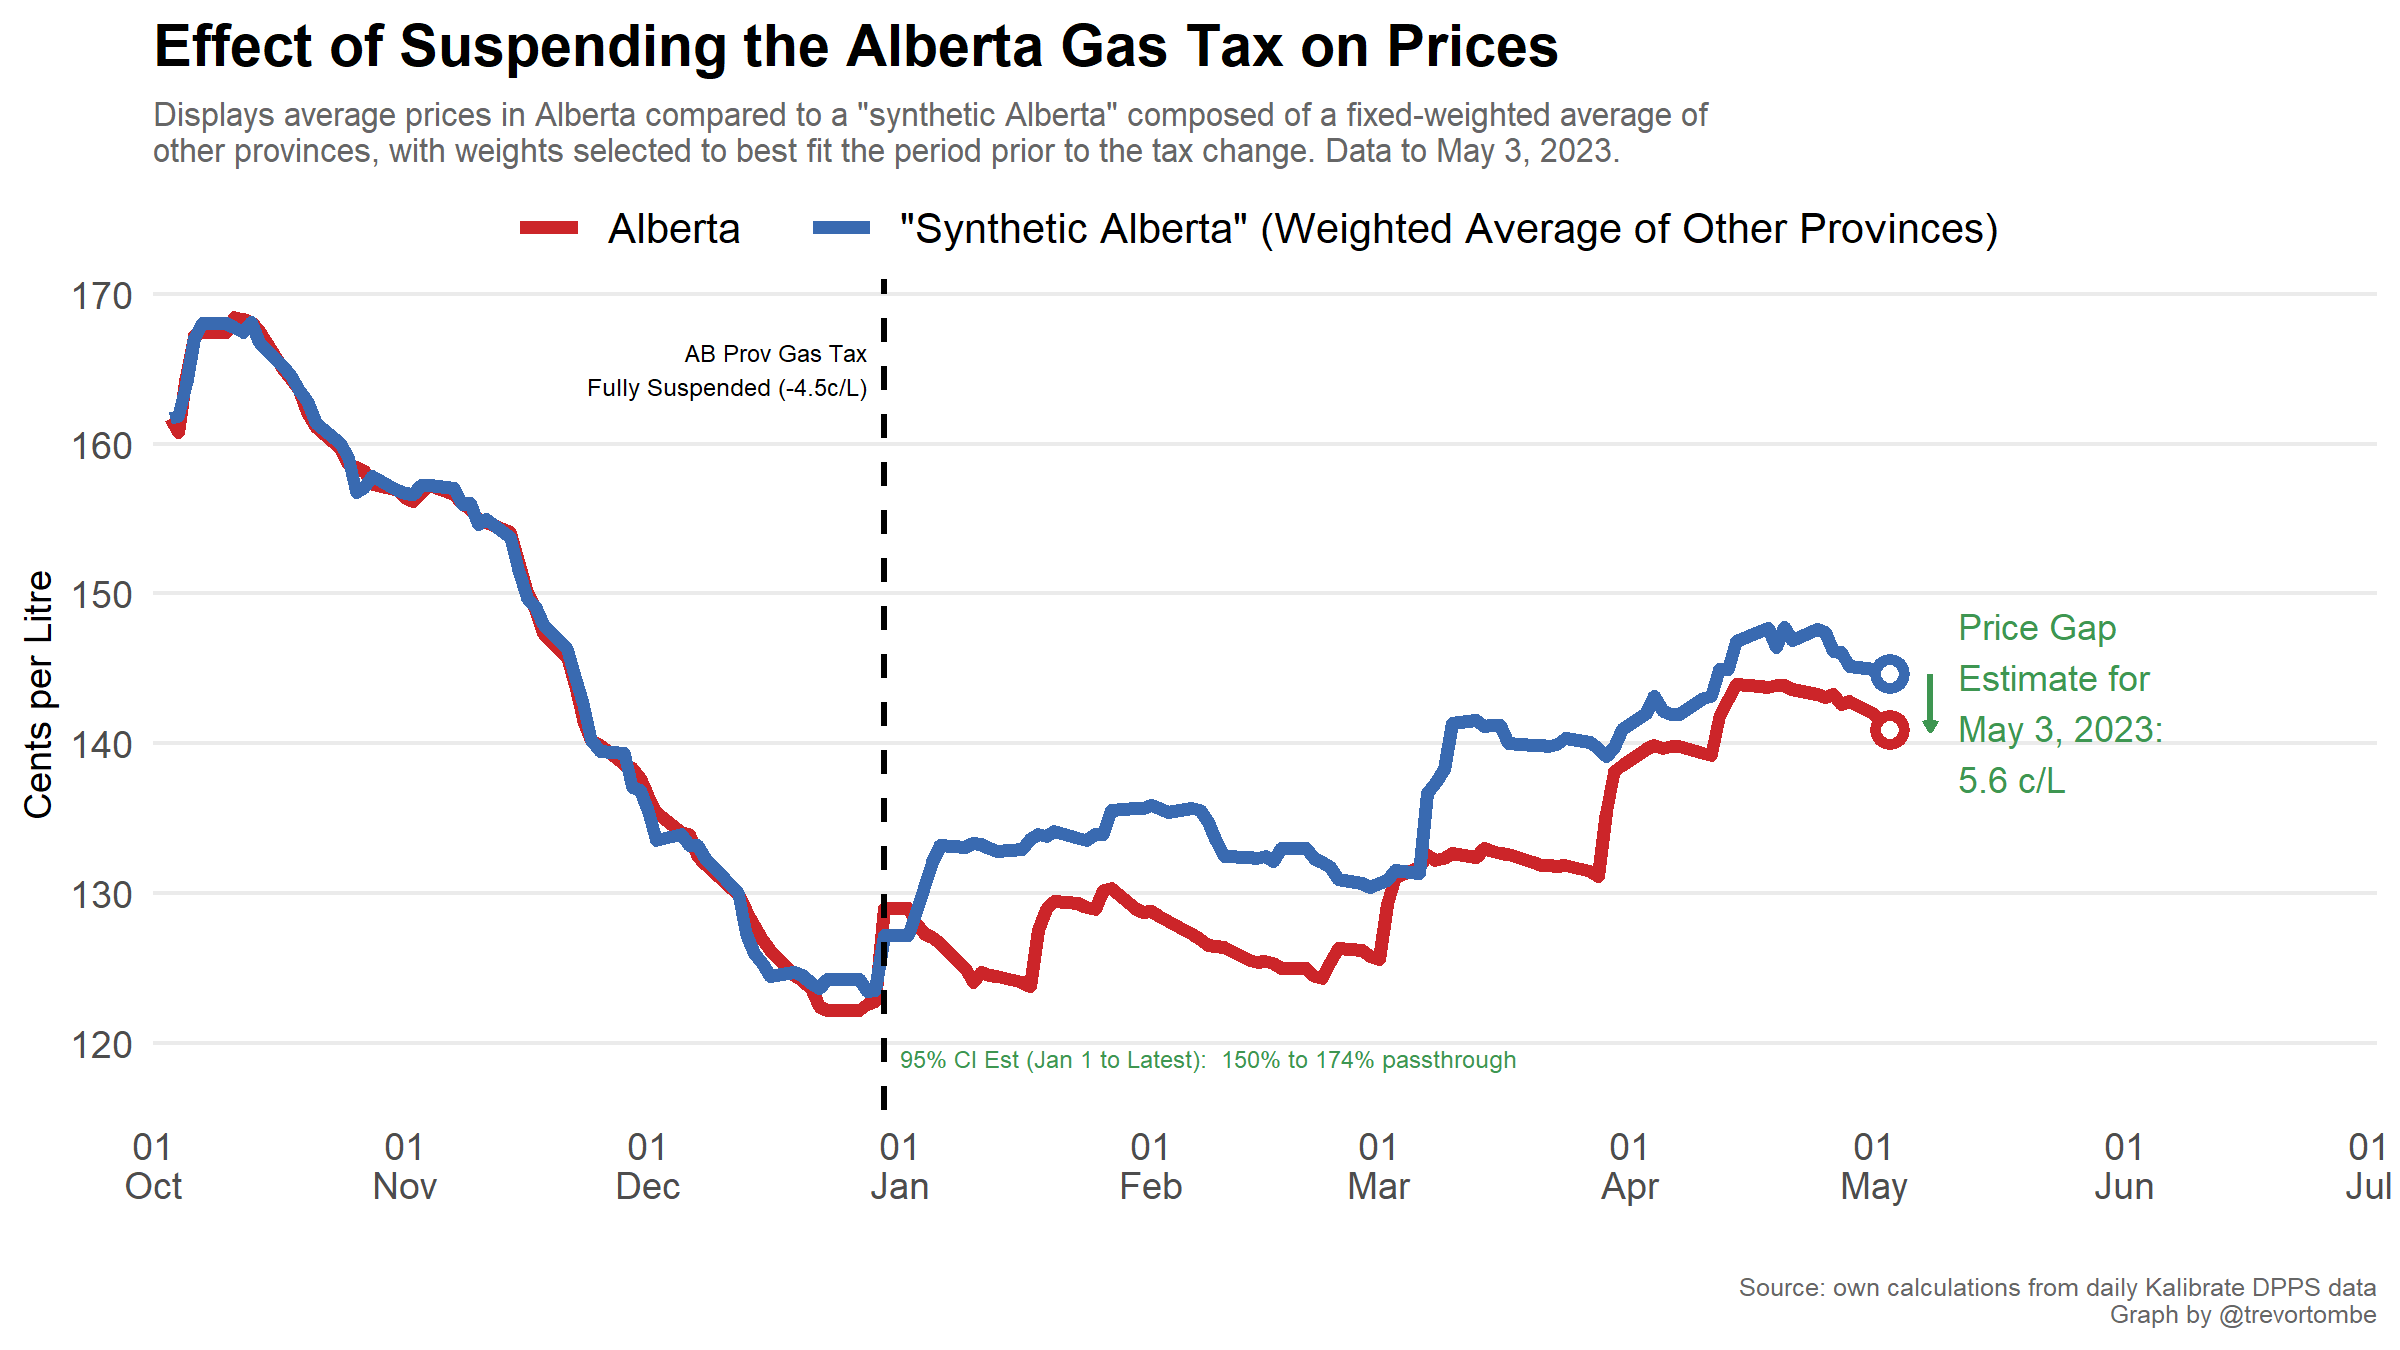 Effect of Suspending the Alberta Gas Tax on Prices
Displays average prices in Alberta compared to a "synthetic Alberta" composed of a fixed-weighted average of
other provinces, with weights selected to best fit the period prior to the tax change. Data to May 3, 2023.
Alberta
"Synthetic Alberta" (Weighted Average of Other Provinces)
170
160
150
140
130
120
Cents per Litre
AB Prov Gas Tax
Fully Suspended (-4.5c/L)
Price Gap
Estimate for
May 3, 2023:
5.6 c/L
95% CI Est (Jan 1 to Latest): 150% to 174% passthrough
01 01 01 01 01 01 01 01 01 01
Oct Nov Dec Jan Feb Mar Apr May Jun Jul
Source: own calculations from daily Kalibrate DPPS data
Graph by @trevortombe